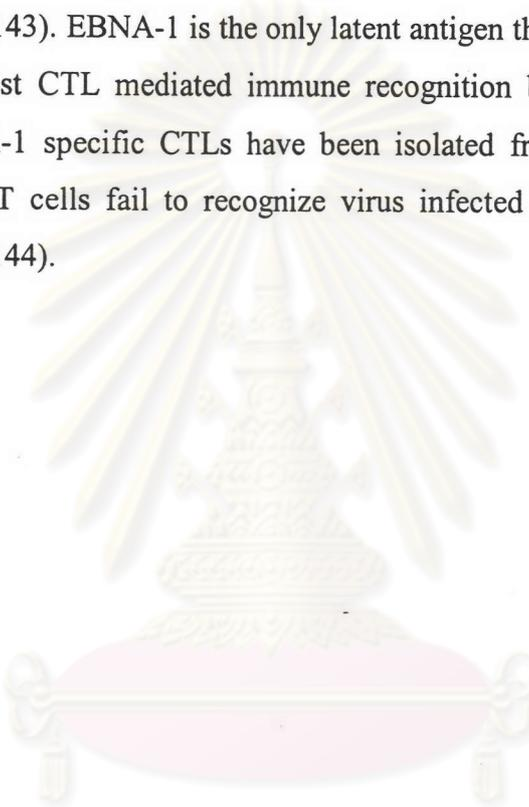 43). EBNA-1 is the only latent antigen th
st CTL mediated immune recognition
-1 specific CTLs have been isolated fr
T cells fail to recognize virus infected
44).